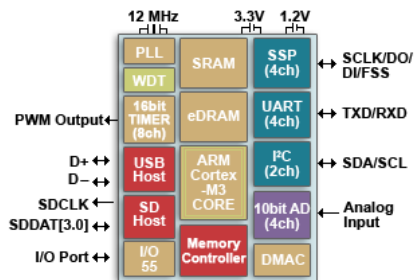 12 MHz
3.3V
1.2V
PLL
WDT
SRAM
SSP
(4ch)
SCLK/DO/
DI/FSS
16bit
TIMER
(8ch)
PWM Output
eDRAM
UART
(4ch)
TXD/RXD
D+
D−
USB
Host
ARM
Cortex
-M3
CORE
I²C
(2ch)
SDA/SCL
SDCLK
SDDAT[3.0]
SD
Host
10bit AD
(4ch)
Analog
Input
I/O Port
I/O
55
Memory
Controller
DMAC